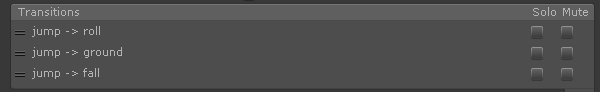 Transitions Solo Mute
jump -> roll
jump -> ground
jump -> fall